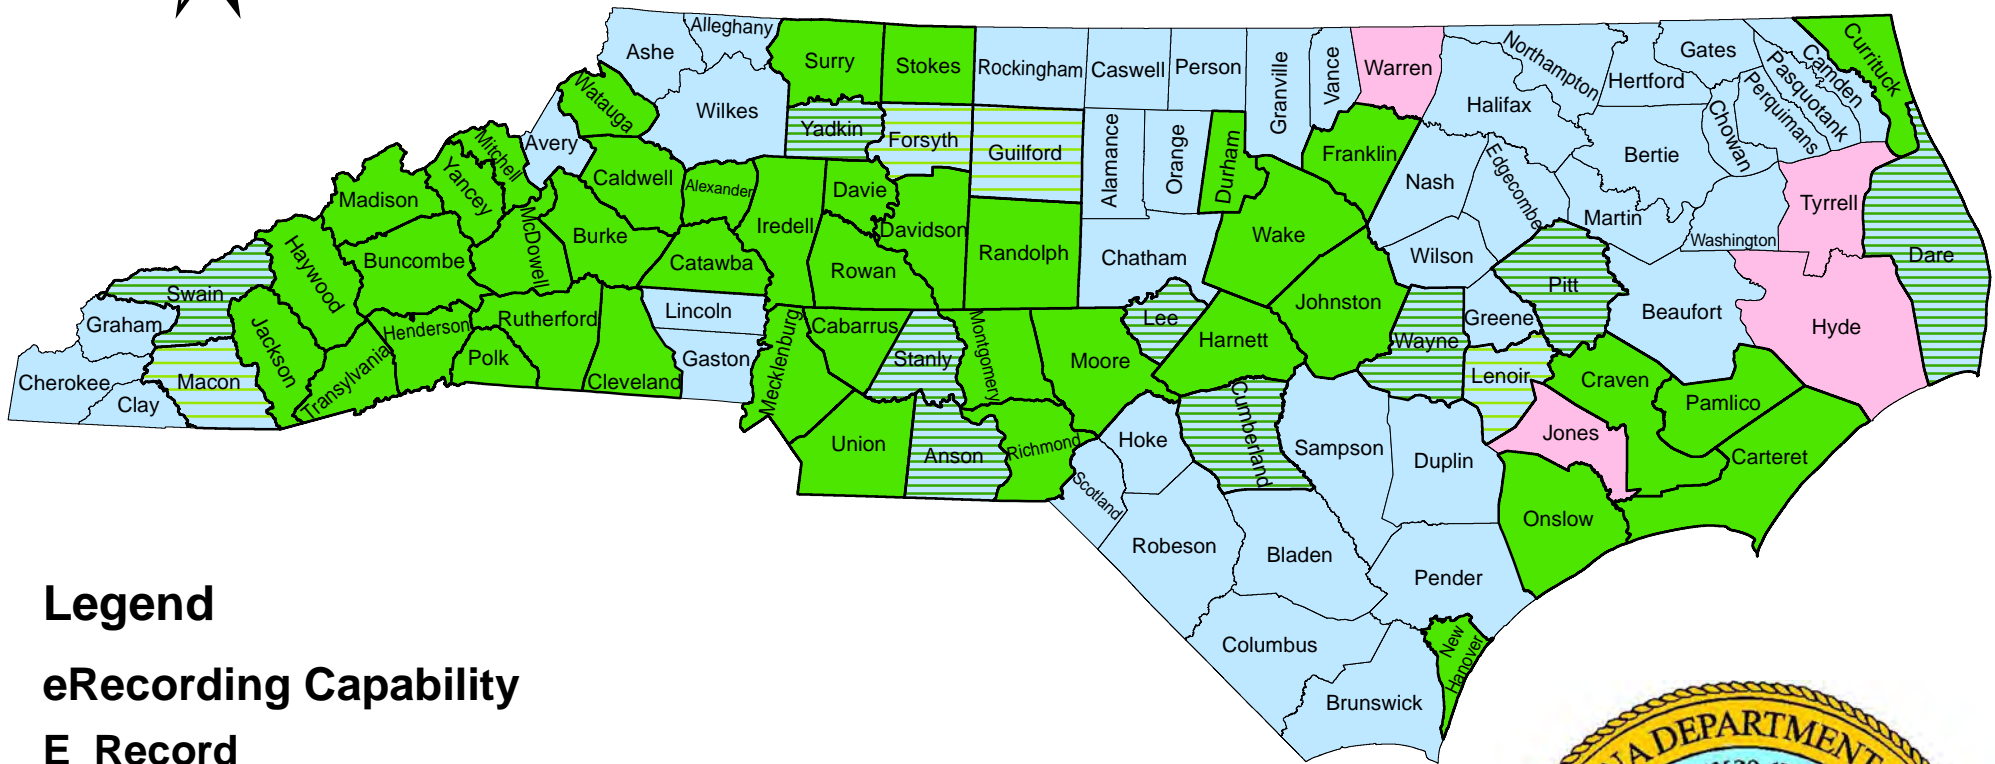 Alleghany
Ashe
Surry
Stokes
Rockingham
Caswell
Person
Granville
Vance
Warren
Northampton
Gates
Hertford
Camden
Pasquotank
Perquimans
Chowan
Currituck
Watauga
Wilkes
Yadkin
Forsyth
Guilford
Alamance
Orange
Durham
Franklin
Halifax
Bertie
Mitchell
Avery
Yancey
Caldwell
Alexander
Madison
Davie
Iredell
Davidson
Randolph
Wake
Nash
Edgecombe
Martin
Washington
Tyrrell
Dare
McDowell
Burke
Buncombe
Haywood
Catawba
Rowan
Chatham
Wilson
Pitt
Beaufort
Hyde
Swain
Graham
Jackson
Henderson
Rutherford
Lincoln
Polk
Cleveland
Gaston
Transylvania
Macon
Cherokee
Clay
Mecklenburg
Cabarrus
Stanly
Montgomery
Moore
Lee
Harnett
Johnston
Wayne
Greene
Lenoir
Craven
Pamlico
Jones
Carteret
Union
Anson
Richmond
Hoke
Scotland
Cumberland
Sampson
Duplin
Onslow
Robeson
Bladen
Pender
Columbus
Brunswick
New
Hanover
Legend
eRecording Capability
E_Record
NA DEPARTMENT